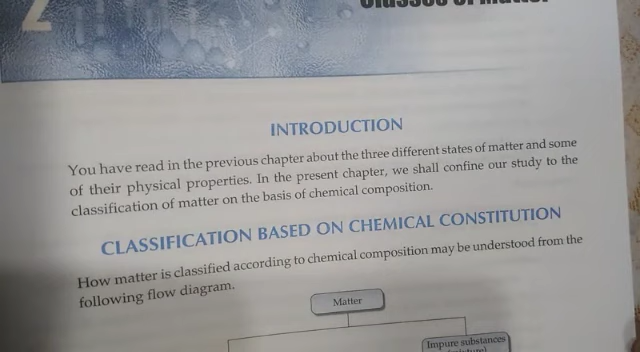 2
of
INTRODUCTION
You have read in the previous chapter about the three different states of matter and some
of their physical properties. In the present chapter, we shall confine our study to the
classification of matter on the basis of chemical composition.
CLASSIFICATION BASED ON CHEMICAL CONSTITUTION
How matter is classified according to chemical composition may be understood from the
following flow diagram.
Matter
Impure substances